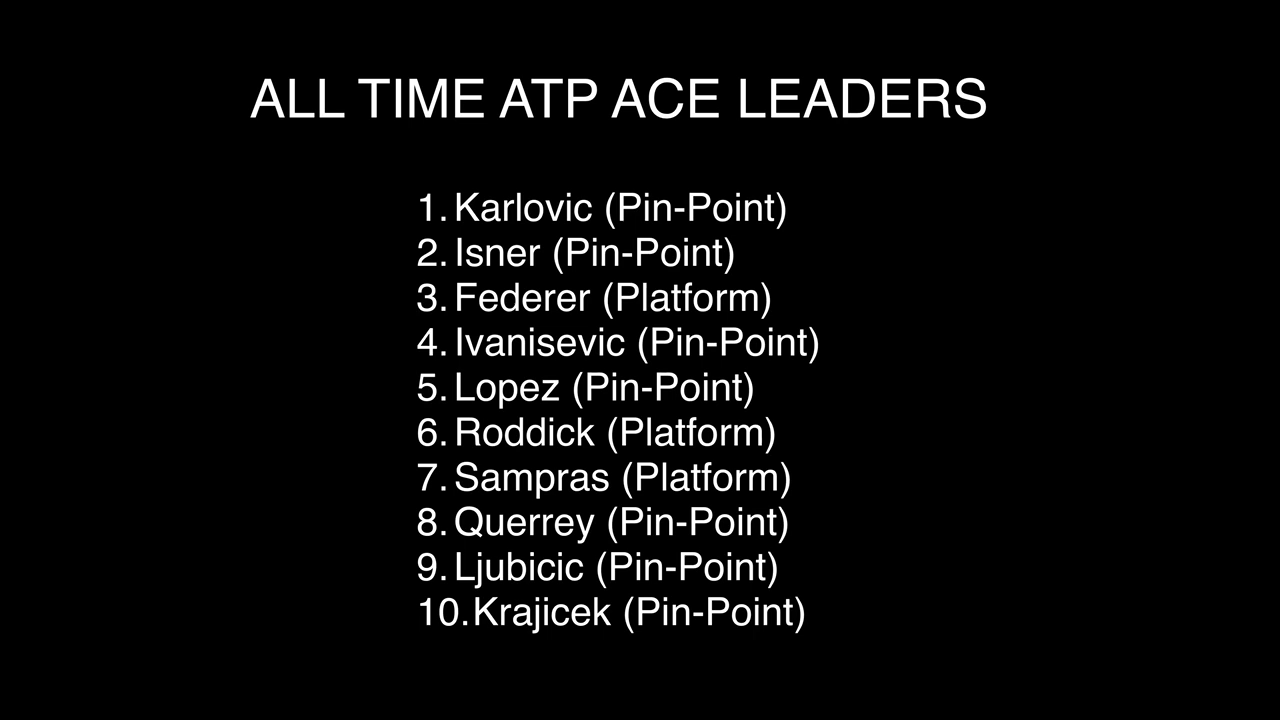 ALL TIME ATP ACE LEADERS
1. Karlovic (Pin-Point)
2. Isner (Pin-Point)
3. Federer (Platform)
4. Ivanisevic (Pin-Point)
5. Lopez (Pin-Point)
6. Roddick (Platform)
7. Sampras (Platform)
8. Querrey (Pin-Point)
9. Ljubicic (Pin-Point)
10. Krajicek (Pin-Point)